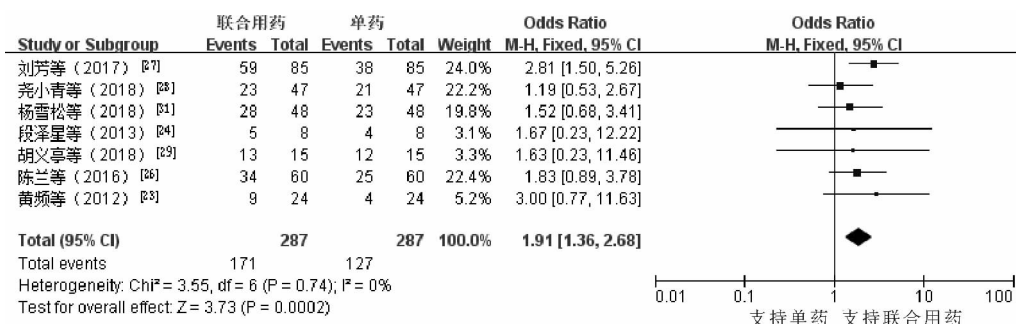 联合用药 单药 Odds Ratio Odds Ratio
Study or Subgroup Events Total Events Total Weight M-H, Fixed, 95% CI M-H, Fixed, 95% CI
刘芳等（2017）[27] 59 85 38 85 24.0% 2.81 [1.50, 5.26]
尧小青等（2018）[28] 23 47 21 47 22.2% 1.19 [0.53, 2.67]
杨雪松等（2018）[31] 28 48 23 48 19.8% 1.52 [0.68, 3.41]
段泽星等（2013）[24] 5 8 4 8 3.1% 1.67 [0.23, 12.22]
胡义亭等（2018）[29] 13 15 12 15 3.3% 1.63 [0.23, 11.46]
陈兰等（2016）[26] 34 60 25 60 22.4% 1.83 [0.89, 3.78]
黄频等（2012）[23] 9 24 4 24 5.2% 3.00 [0.77, 11.63]
Total (95% CI) 287 287 100.0% 1.91 [1.36, 2.68]
Total events 171 127
Heterogeneity: Chi² = 3.55, df = 6 (P = 0.74); I² = 0%
Test for overall effect: Z = 3.73 (P = 0.0002)
0.01 0.1 1 10 100
支持单药 支持联合用药